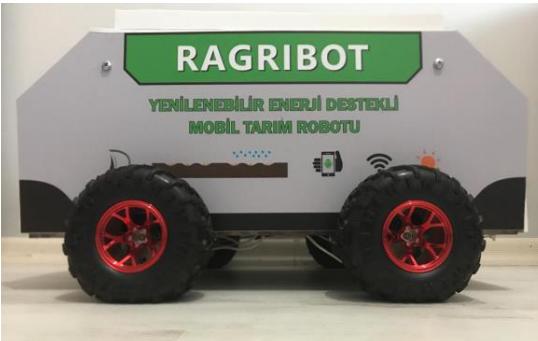 RAGRIBOT
YENİLENEBİLİR ENERJİ DESTEKLİ
MOBİL TARIM ROBOTU